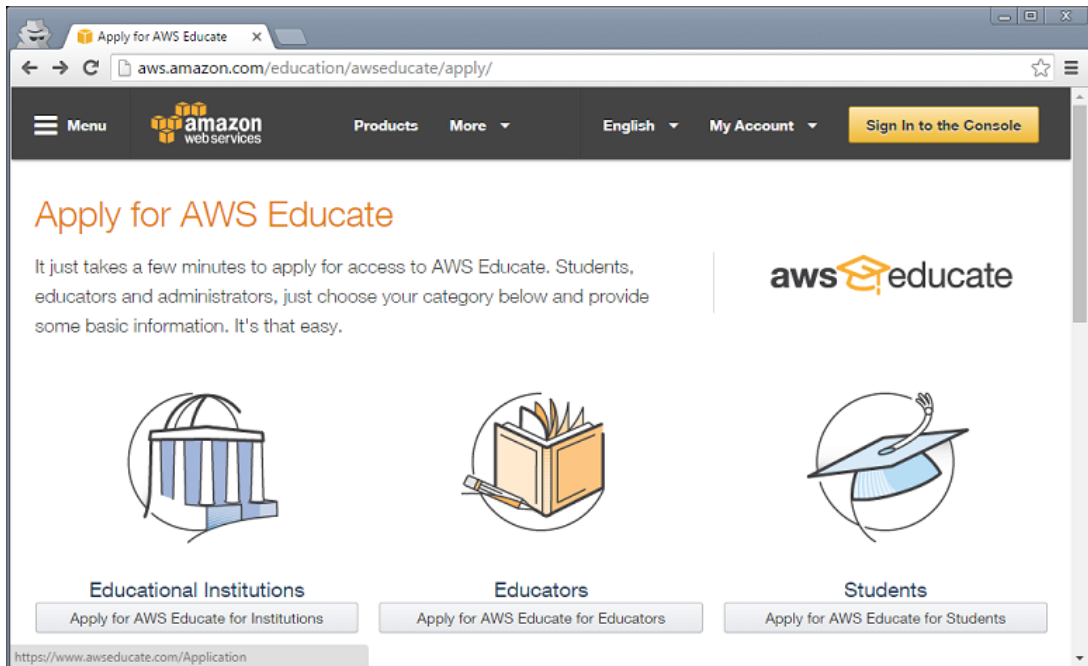 Apply for AWS Educate
aws.amazon.com/education/awseducate/apply/
Menu
amazon
webservices
Products
More
English
My Account
Sign In to the Console
Apply for AWS Educate
It just takes a few minutes to apply for access to AWS Educate. Students,
educators and administrators, just choose your category below and provide
some basic information. It's that easy.
aws educate
Educational Institutions
Educators
Students
Apply for AWS Educate for Institutions
Apply for AWS Educate for Educators
Apply for AWS Educate for Students
https://www.awseducate.com/Application